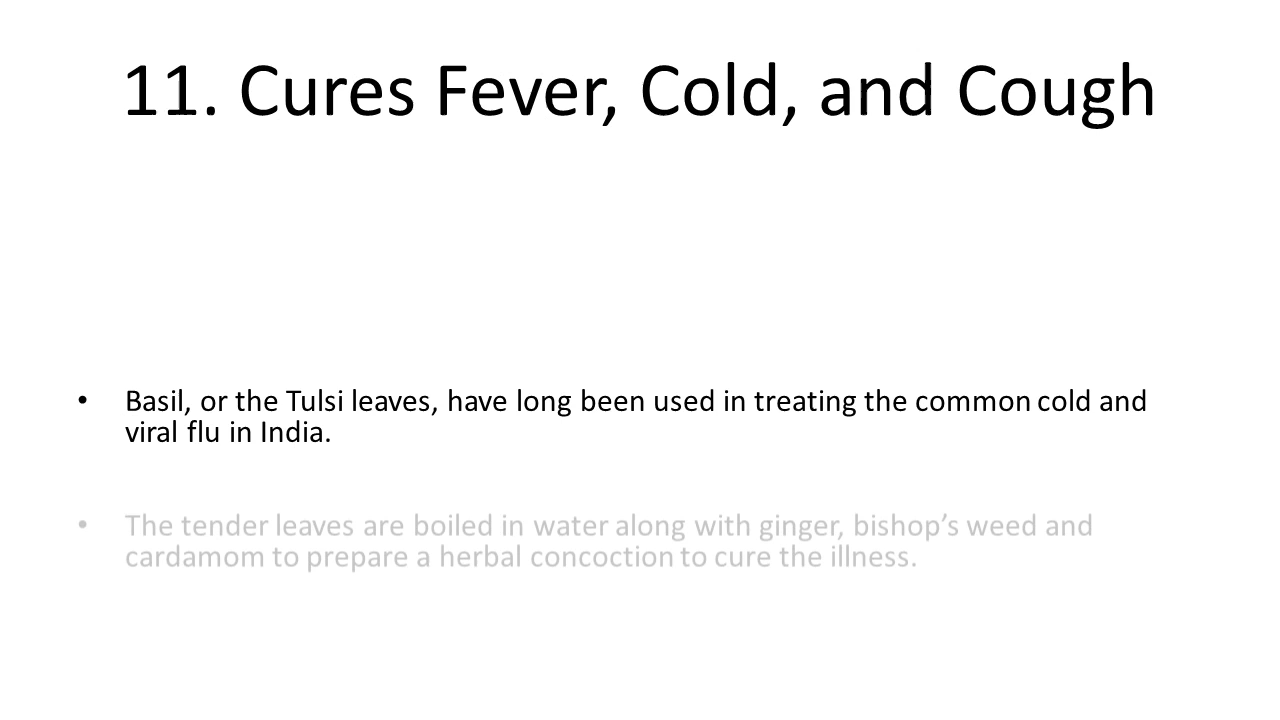 11. Cures Fever, Cold, and Cough
• Basil, or the Tulsi leaves, have long been used in treating the common cold and
viral flu in India.
• The tender leaves are boiled in water along with ginger, bishop’s weed and
cardamom to prepare a herbal concoction to cure the illness.